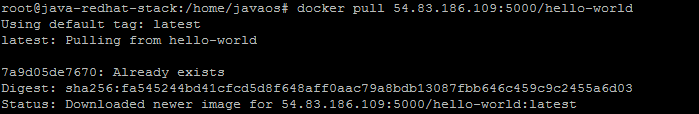 root@java-redhat-stack:/home/javaos# docker pull 54.83.186.109:5000/hello-world
Using default tag: latest
latest: Pulling from hello-world
7a9d05de7670: Already exists
Digest: sha256:fa545244bd41cfcd5d8f648aff0aac79a8bdb13087fbb646c459c9c2455a6d03
Status: Downloaded newer image for 54.83.186.109:5000/hello-world:latest